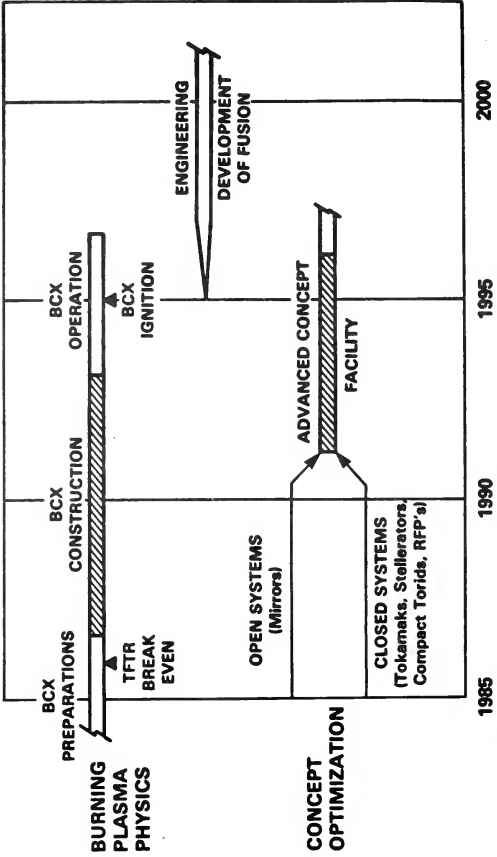 BURNING
PLASMA
PHYSICS
BCX
PREPARATIONS
TFTR
BREAK
EVEN
BCX
CONSTRUCTION
BCX
OPERATION
BCX
IGNITION
ENGINEERING
DEVELOPMENT
OF FUSION
CONCEPT
OPTIMIZATION
OPEN SYSTEMS
(Mirrors)
CLOSED SYSTEMS
(Tokamaks, Stellerators,
Compact Torids, RFP's)
ADVANCED CONCEPT
FACILITY
1985
1990
1995
2000